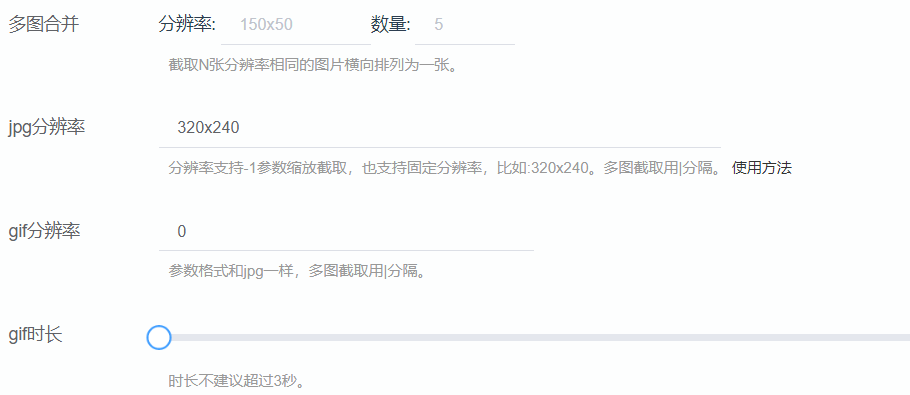 多图合并 分辨率: 150x50 数量: 5
截取N张分辨率相同的图片横向排列为一张。
jpg分辨率 320x240
分辨率支持-1参数缩放截取，也支持固定分辨率，比如:320x240。多图截取用|分隔。 使用方法
gif分辨率 0
参数格式和jpg一样，多图截取用|分隔。
gif时长
时长不建议超过3秒。